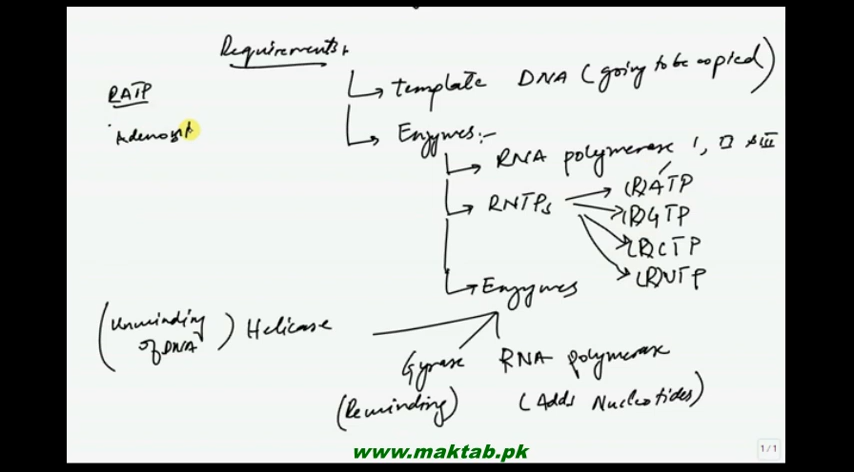 Requirements:
Template DNA (going to be copied)
RATP
Adenos
Enzymes:-
RNA polymerase I, II & III
RNTPs
(R)ATP
(R)GTP
(R)CTP
(R)UTP
Enzymes
(Unwinding of DNA) Helicase
Gyrase
(Rewinding)
RNA polymerase
(Adds Nucleotides)
www.maktab.pk
1/1